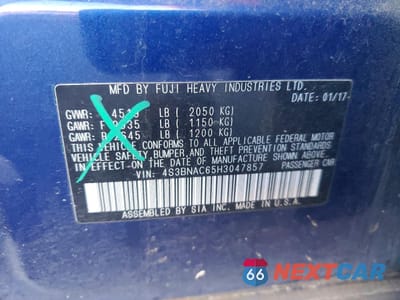 MFD BY FUJI HEAVY INDUSTRIES LTD.
DATE: 01/17
GVWR: LB ( 2050 KG)
GAWR: F LB ( 1150 KG)
GAWR: R LB ( 1200 KG)
THIS VEHICLE CONFORMS TO ALL APPLICABLE FEDERAL MOTOR
VEHICLE SAFETY, BUMPER, AND THEFT PREVENTION STANDARDS
IN EFFECT ON THE DATE OF MANUFACTURE SHOWN ABOVE.
VIN: 4S3BNAC65H3047857 PASSENGER CAR
ASSEMBLED BY SIA INC. MADE IN U.S.A.
66 NEXTCAR